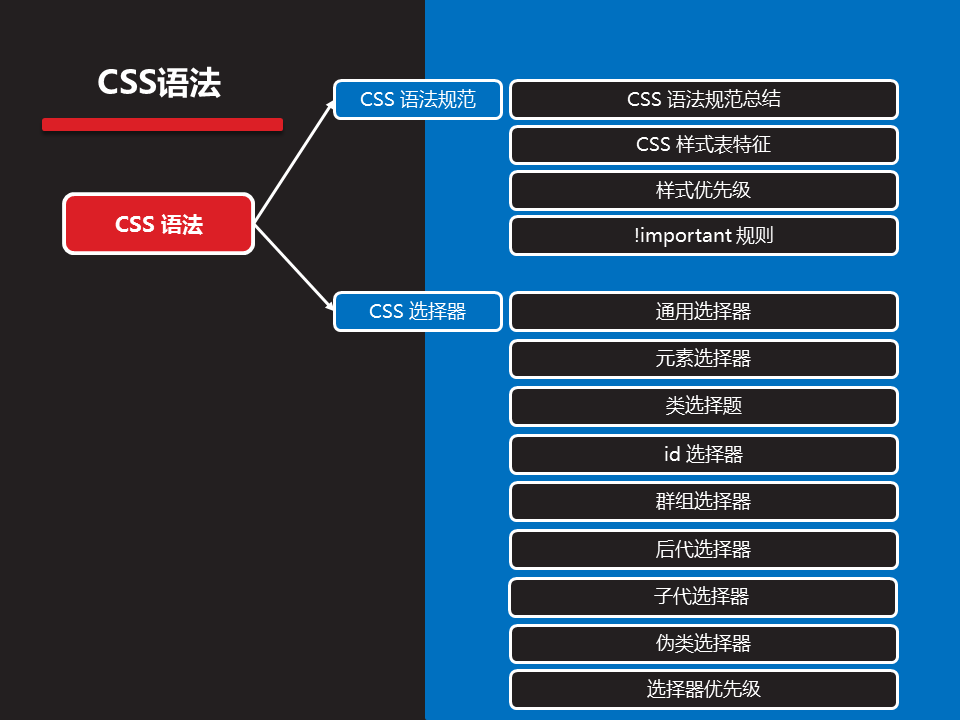 CSS语法
CSS 语法
CSS 语法规范
CSS 语法规范总结
CSS 样式表特征
样式优先级
!important 规则
CSS 选择器
通用选择器
元素选择器
类选择题
id 选择器
群组选择器
后代选择器
子代选择器
伪类选择器
选择器优先级